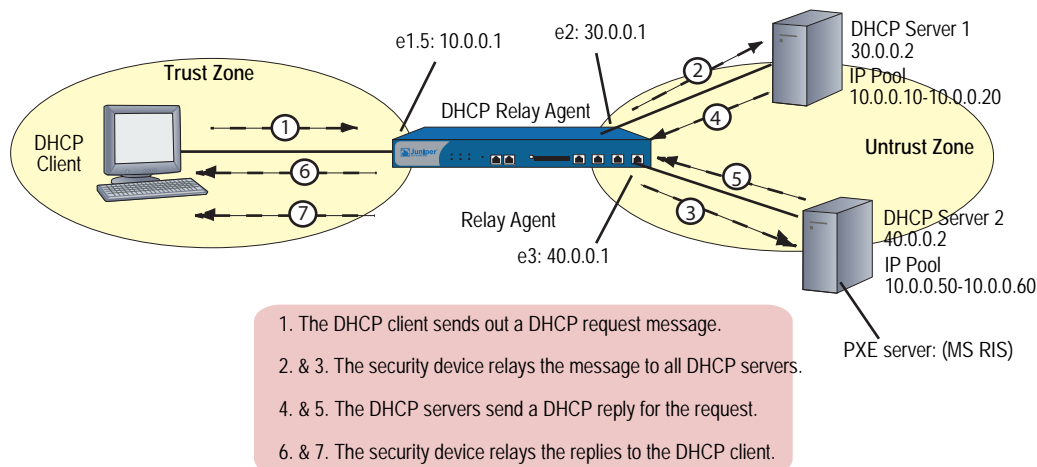 e1.5: 10.0.0.1
e2: 30.0.0.1
DHCP Server 1
30.0.0.2
IP Pool
10.0.0.10-10.0.0.20
Trust Zone
DHCP Relay Agent
2
1
4
DHCP
Client
Juniper
Untrust Zone
6
5
7
3
Relay Agent
DHCP Server 2
40.0.0.2
IP Pool
10.0.0.50-10.0.0.60
e3: 40.0.0.1
PXE server: (MS RIS)
1. The DHCP client sends out a DHCP request message.
2. & 3. The security device relays the message to all DHCP servers.
4. & 5. The DHCP servers send a DHCP reply for the request.
6. & 7. The security device relays the replies to the DHCP client.